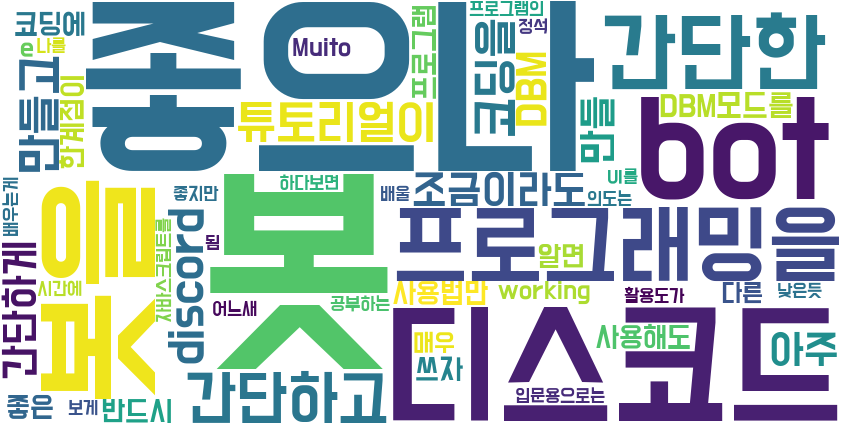 코딩에
e
나를
만들고
한계점이
좋으나
Muito
튜토리얼이
프로그램
프로그램의
정석
코딩을
DBM
만들
간단한
DBM모드를
bot
UI를
의도는
조금이라도
배울
하다보면
좋지만
배우는게
봇을
봇
discord
됨
자바스크립트를
시간에
간단하게
어느새
공부하는
프로그래밍을
알면
사용법만
working
활용도가
다른
낮은듯
디스코드
매우
쓰자
사용해도
아주
입문용으로는
간단하고
반드시
보게
좋은